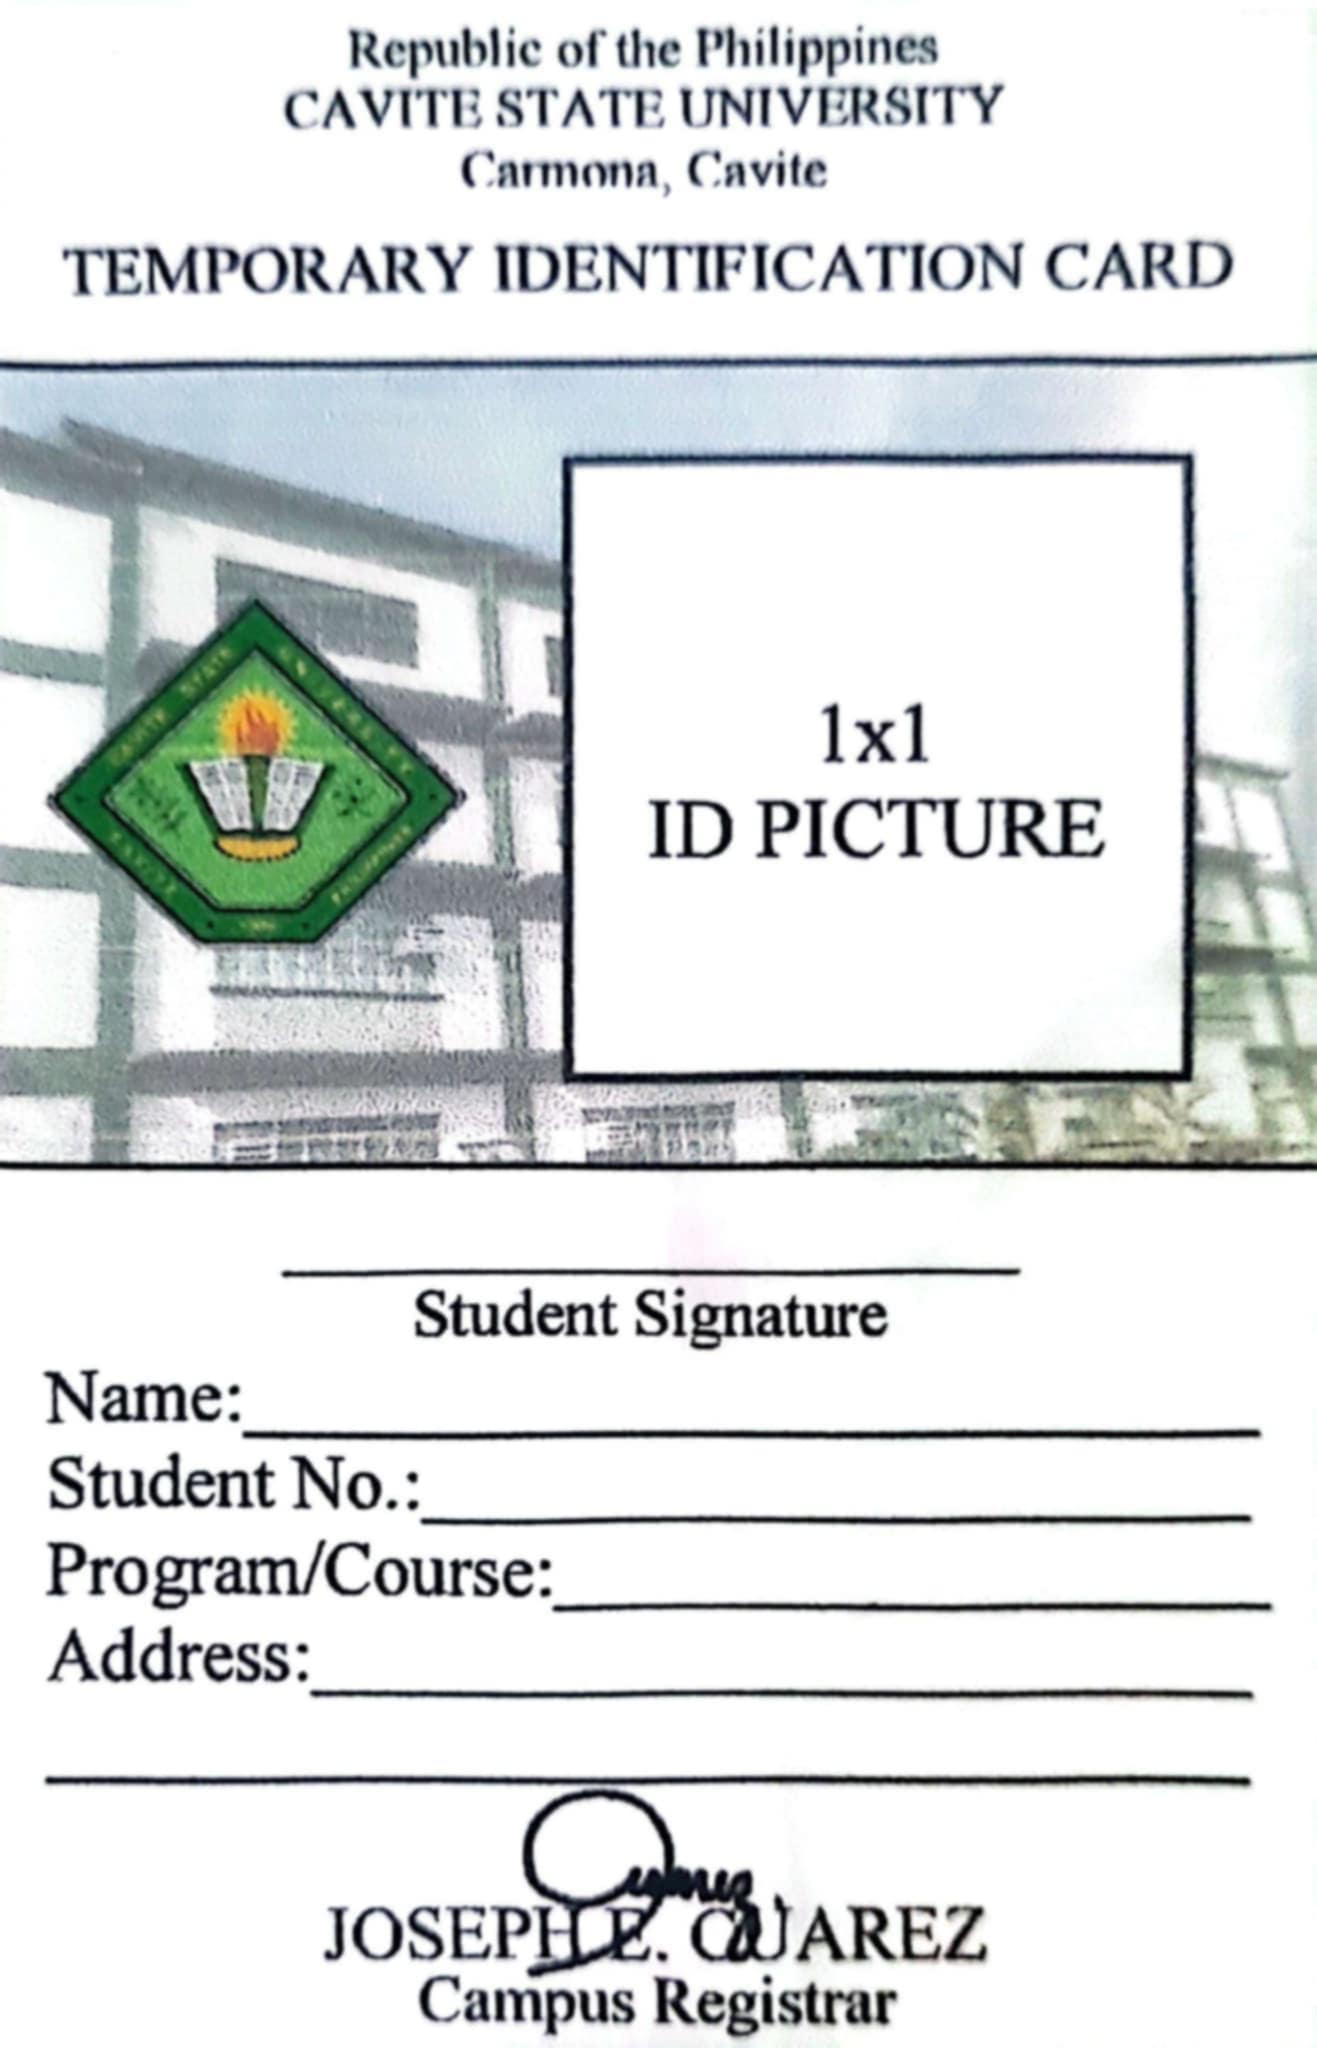 Republic of the Philippines
CAVITE STATE UNIVERSITY
Carmona, Cavite
TEMPORARY IDENTIFICATION CARD
CAVITE STATE UNIVERSITY
CAVITE
PHILIPPINES
1x1
ID PICTURE
Student Signature
Name:
Student No.:
Program/Course:
Address:
JOSEPH E. CUAREZ
Campus Registrar